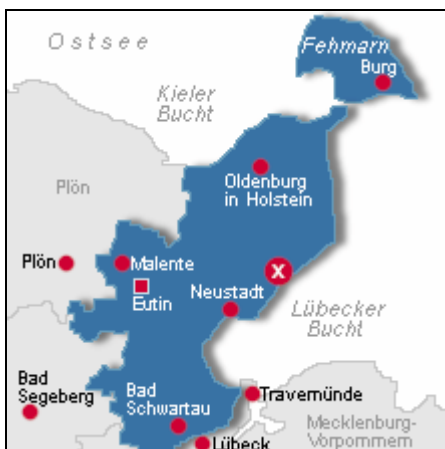 Ostsee
Fehmarn
Burg
Kieler
Bucht
Oldenburg
in Holstein
Plön
Plön
Malente
X
Eutin
Neustadt
Lübecker
Bucht
Bad
Segeberg
Bad
Schwartau
Travemünde
Mecklenburg-
Vorpommern
Lübeck